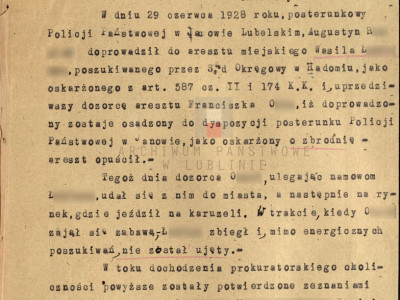 W dniu 29 czerwca 1928 roku, posterunkowy
Policji Państwowej w Janowie Lubelskim, Augustyn R
doprowadził do aresztu miejskiego Wasila Ł
, poszukiwanego przez S,d Okręgowy w Radomiu, jako
oskarżonego z art. 587 cz. II i 174 K.K. i, uprzedzi-
wszy dozorcę aresztu Franciszka O , iż doprowadzo-
ny zostaje osadzony do dyspozycji posterunku Policji
Państwowej w Janowie, jako oskarżony o zbrodnię –
areszt opuścił.–
ARCHIWUM PAŃSTWOWE
W LUBLINIE
Tegoż dnia dozorca O , ulegając namowom
Ł , udał się z nim do miasta, a następnie na ry-
nek, gdzie jeździł na karuzeli. W trakcie, kiedy O
zajął się zabawą,-Ł zbiegł i, mimo energicznych
poszukiwań, nie został ujęty.–
W toku dochodzenia prokuratorskiego okoli-
czności powyższe zostały potwierdzone zeznaniami